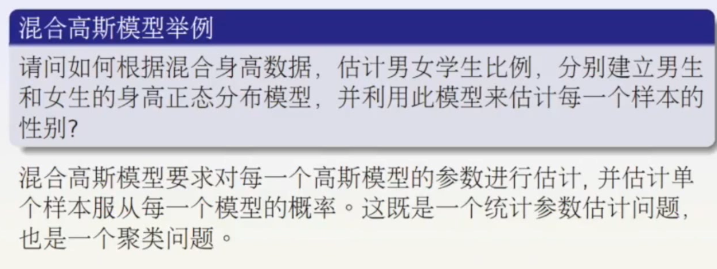 混合高斯模型举例
请问如何根据混合身高数据，估计男女学生比例，分别建立男生
和女生的身高正态分布模型，并利用此模型来估计每一个样本的
性别?
混合高斯模型要求对每一个高斯模型的参数进行估计, 并估计单
个样本服从每一个模型的概率。这既是一个统计参数估计问题，
也是一个聚类问题。